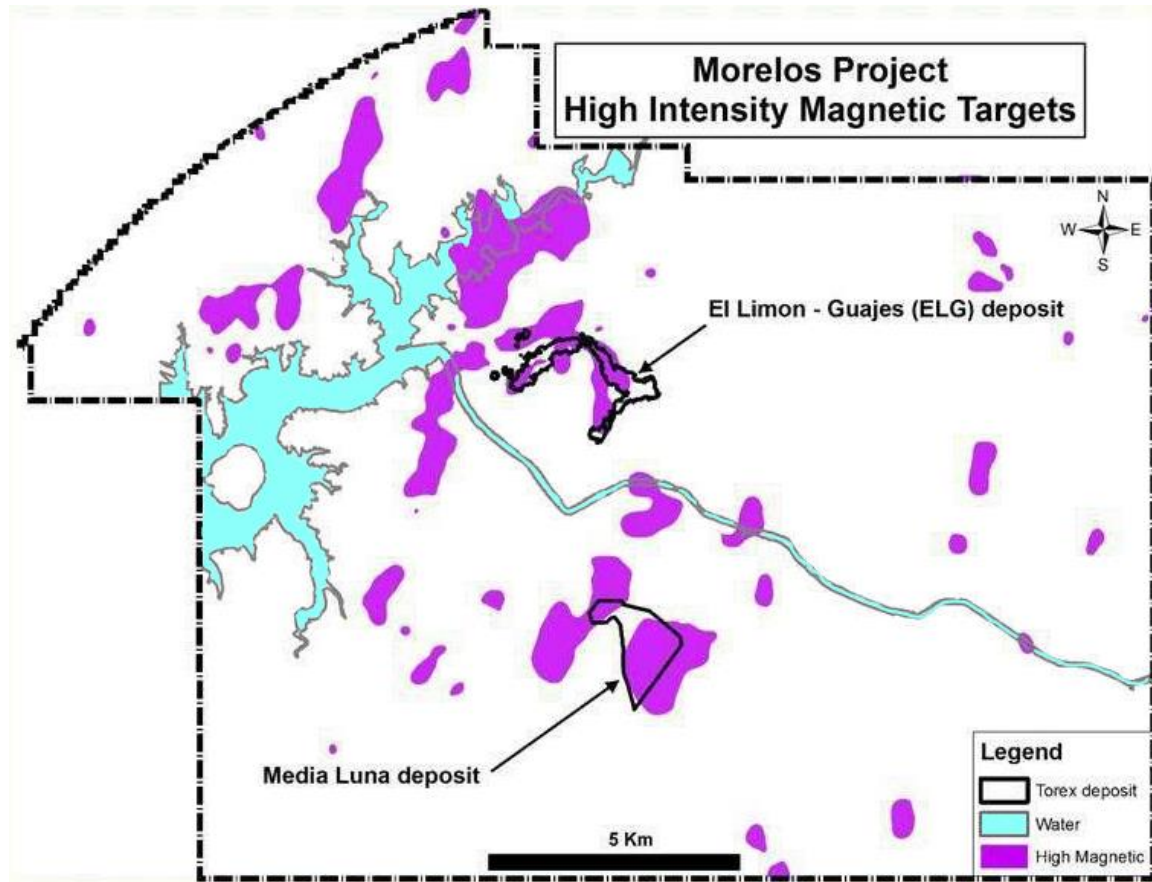 Morelos Project
High Intensity Magnetic Targets
N
W E
S
El Limon - Guajes (ELG) deposit
Media Luna deposit
5 Km
Legend
Torex deposit
Water
High Magnetic